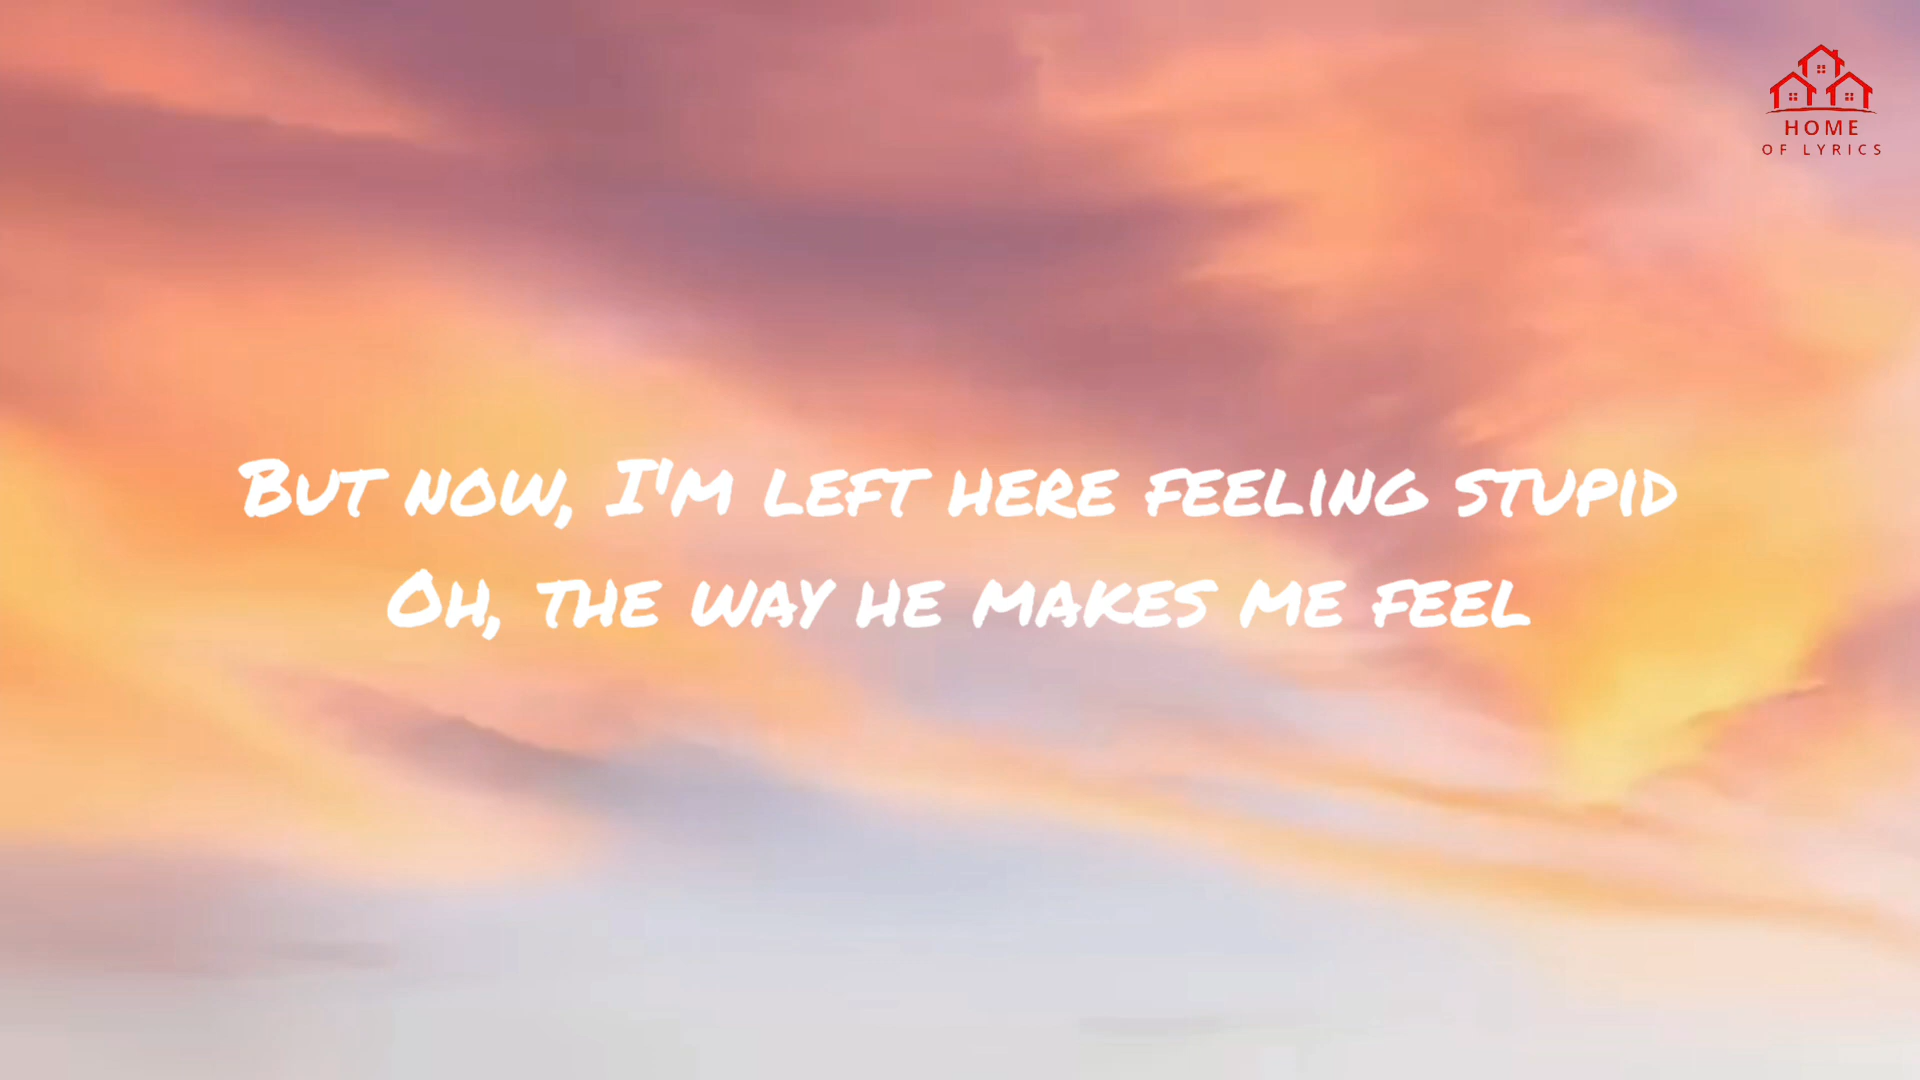 HOME
OF LYRICS
But now, I'm left here feeling stupid
Oh, the way he makes me feel